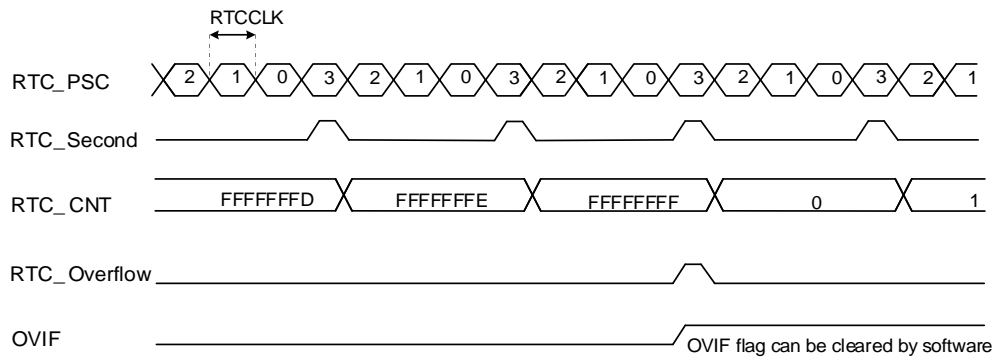 RTCCLK
RTC_PSC 2 1 0 3 2 1 0 3 2 1 0 3 2 1 0 3 2 1
RTC_Second
RTC_CNT FFFFFFFD FFFFFFFE FFFFFFFF 0 1
RTC_Overflow
OVIF OVIF flag can be cleared by software